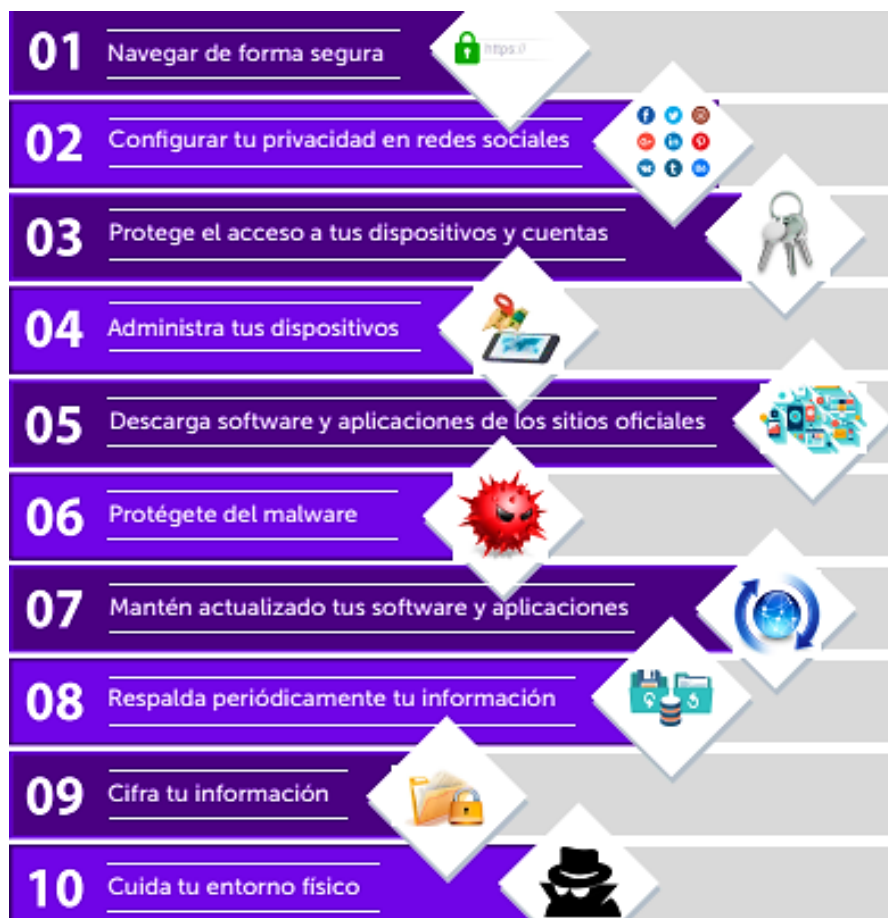 01 Navegar de forma segura
https://
02 Configurar tu privacidad en redes sociales
03 Protege el acceso a tus dispositivos y cuentas
04 Administra tus dispositivos
05 Descarga software y aplicaciones de los sitios oficiales
06 Protégete del malware
07 Mantén actualizado tus software y aplicaciones
08 Respalda periódicamente tu información
09 Cifra tu información
10 Cuida tu entorno físico